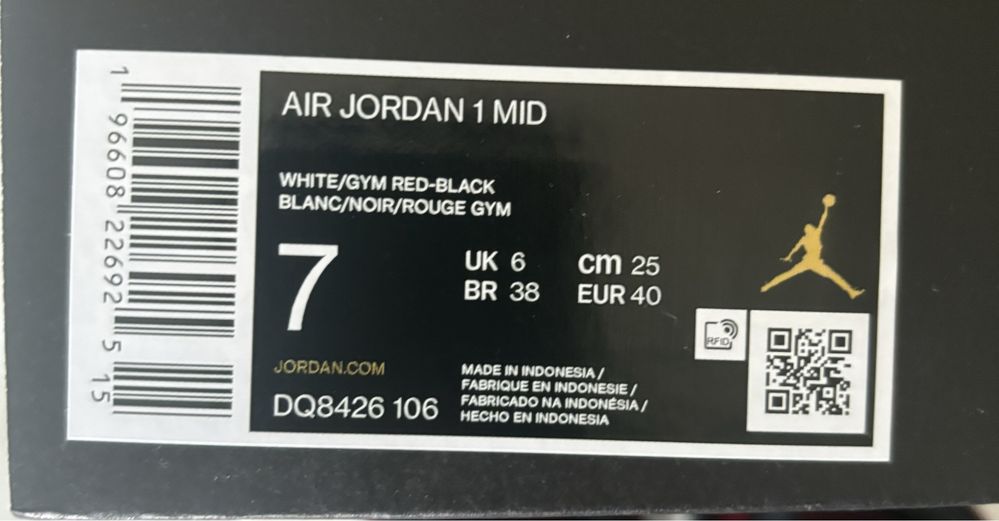 AIR JORDAN 1 MID
WHITE/GYM RED-BLACK
BLANC/NOIR/ROUGE GYM
7
UK 6
cm 25
BR 38
EUR 40
RFID
JORDAN.COM
DQ8426 106
MADE IN INDONESIA /
FABRIQUE EN INDONESIE /
FABRICADO NA INDONÉSIA /
HECHO EN INDONESIA
1 96608 22692 5 15